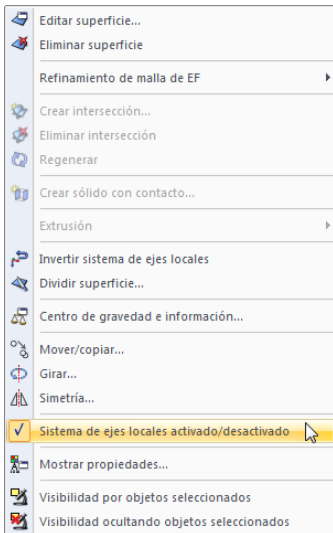 Editar superficie...
Eliminar superficie
Refinamiento de malla de EF
Crear intersección...
Eliminar intersección
Regenerar
Crear sólido con contacto...
Extrusión
Invertir sistema de ejes locales
Dividir superficie...
Centro de gravedad e información...
Mover/copiar...
Girar...
Simetría...
Sistema de ejes locales activado/desactivado
Mostrar propiedades...
Visibilidad por objetos seleccionados
Visibilidad ocultando objetos seleccionados